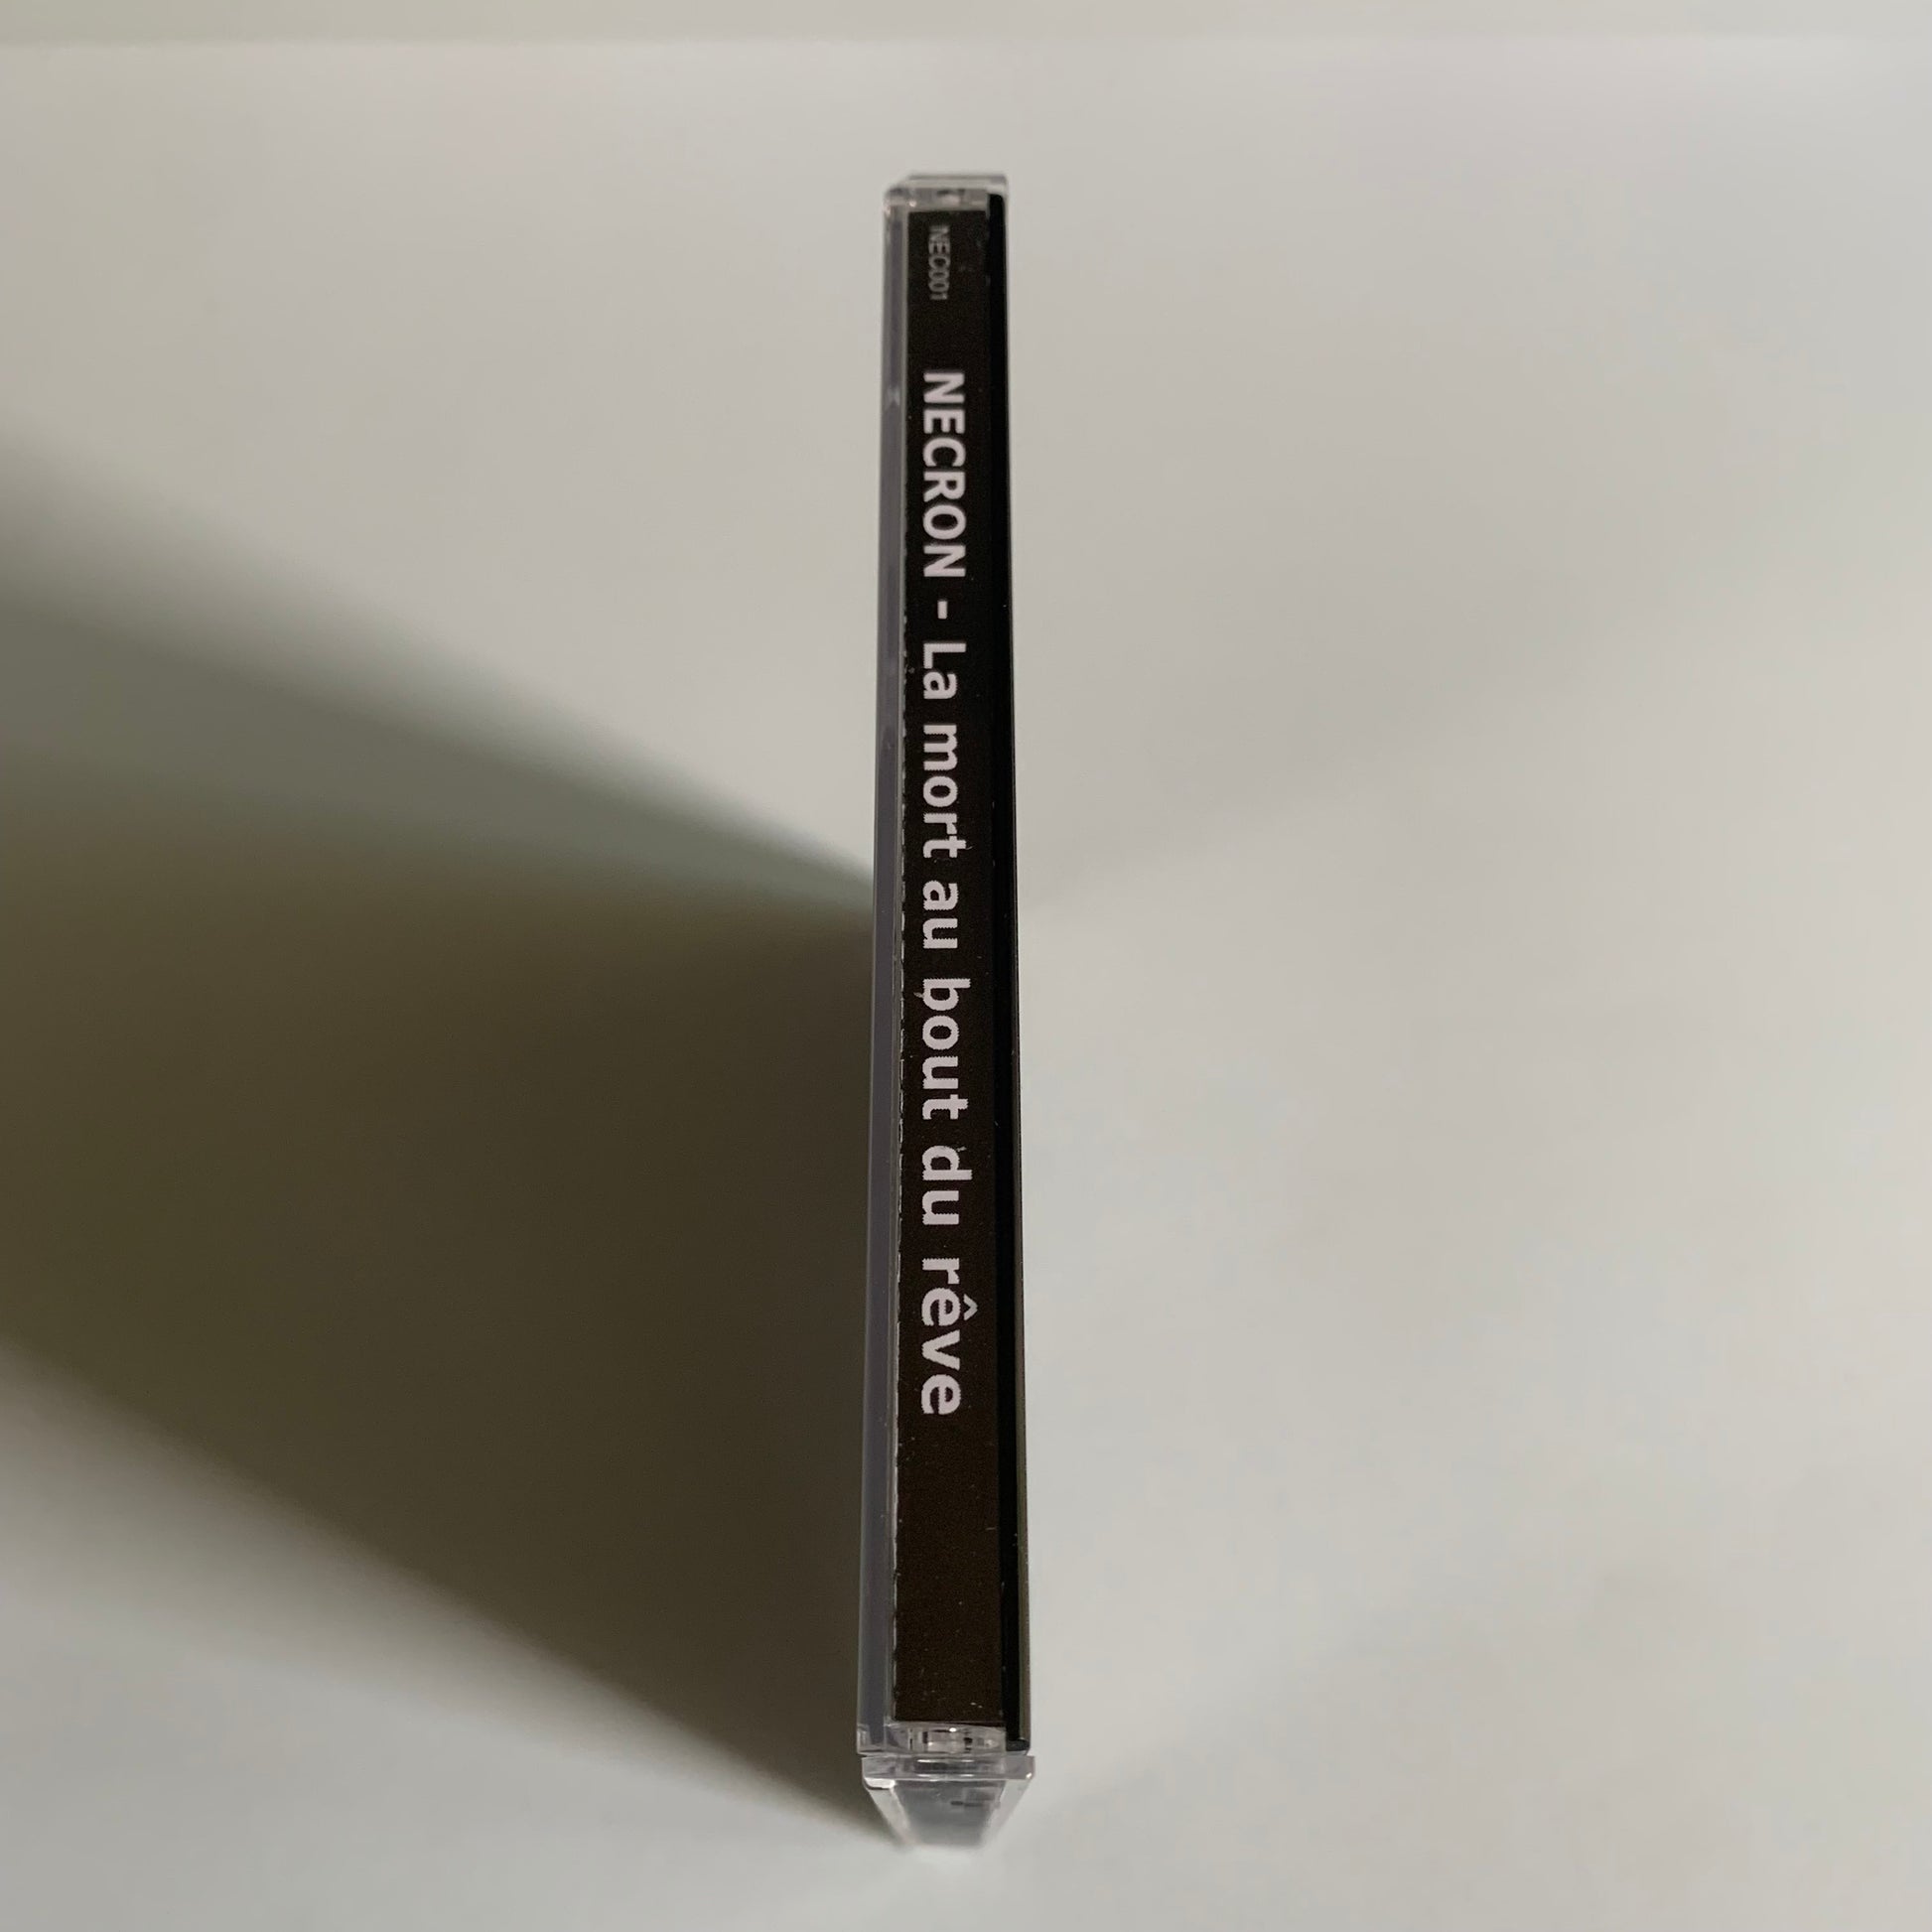 NEC001
NECRON - La mort au bout du rêve